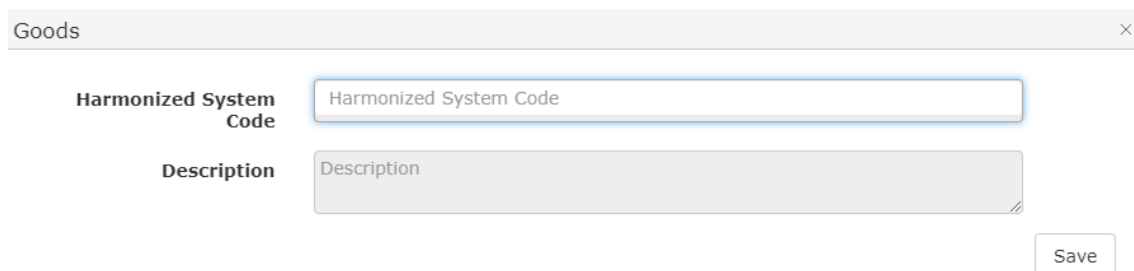 Goods ×
Harmonized System
Code
Harmonized System Code
Description
Description
Save